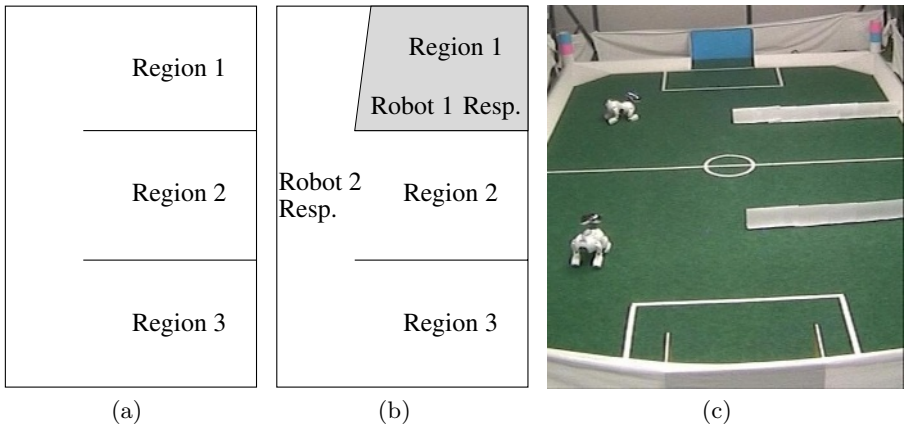 Region 1
Region 2
Region 3
(a)
Region 1
Robot 1 Resp.
Robot 2
Resp.
Region 2
Region 3
(b)
(c)